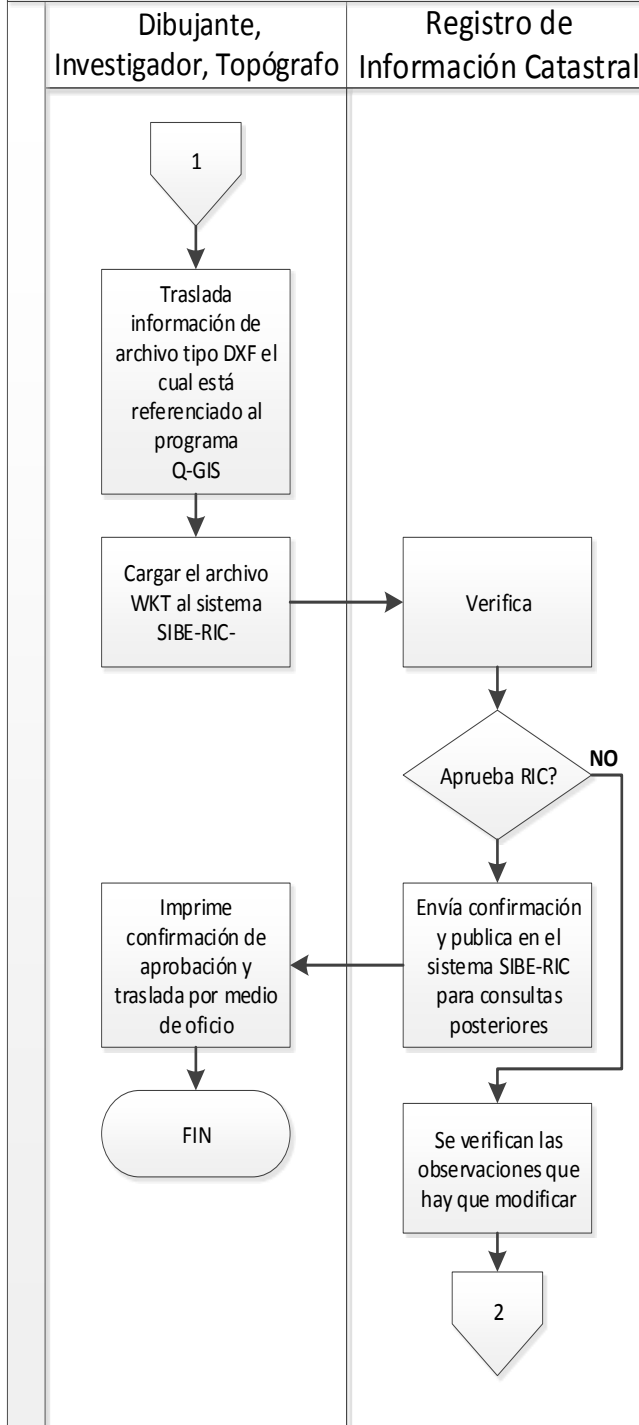 Dibujante,
Investigador, Topógrafo
Registro de
Información Catastral
1
Traslada
información de
archivo tipo DXF el
cual está
referenciado al
programa
Q-GIS
Cargar el archivo
WKT al sistema
SIBE-RIC-
Verifica
Aprueba RIC?
NO
Imprime
confirmación de
aprobación y
traslada por medio
de oficio
Envía confirmación
y publica en el
sistema SIBE-RIC
para consultas
posteriores
FIN
Se verifican las
observaciones que
hay que modificar
2